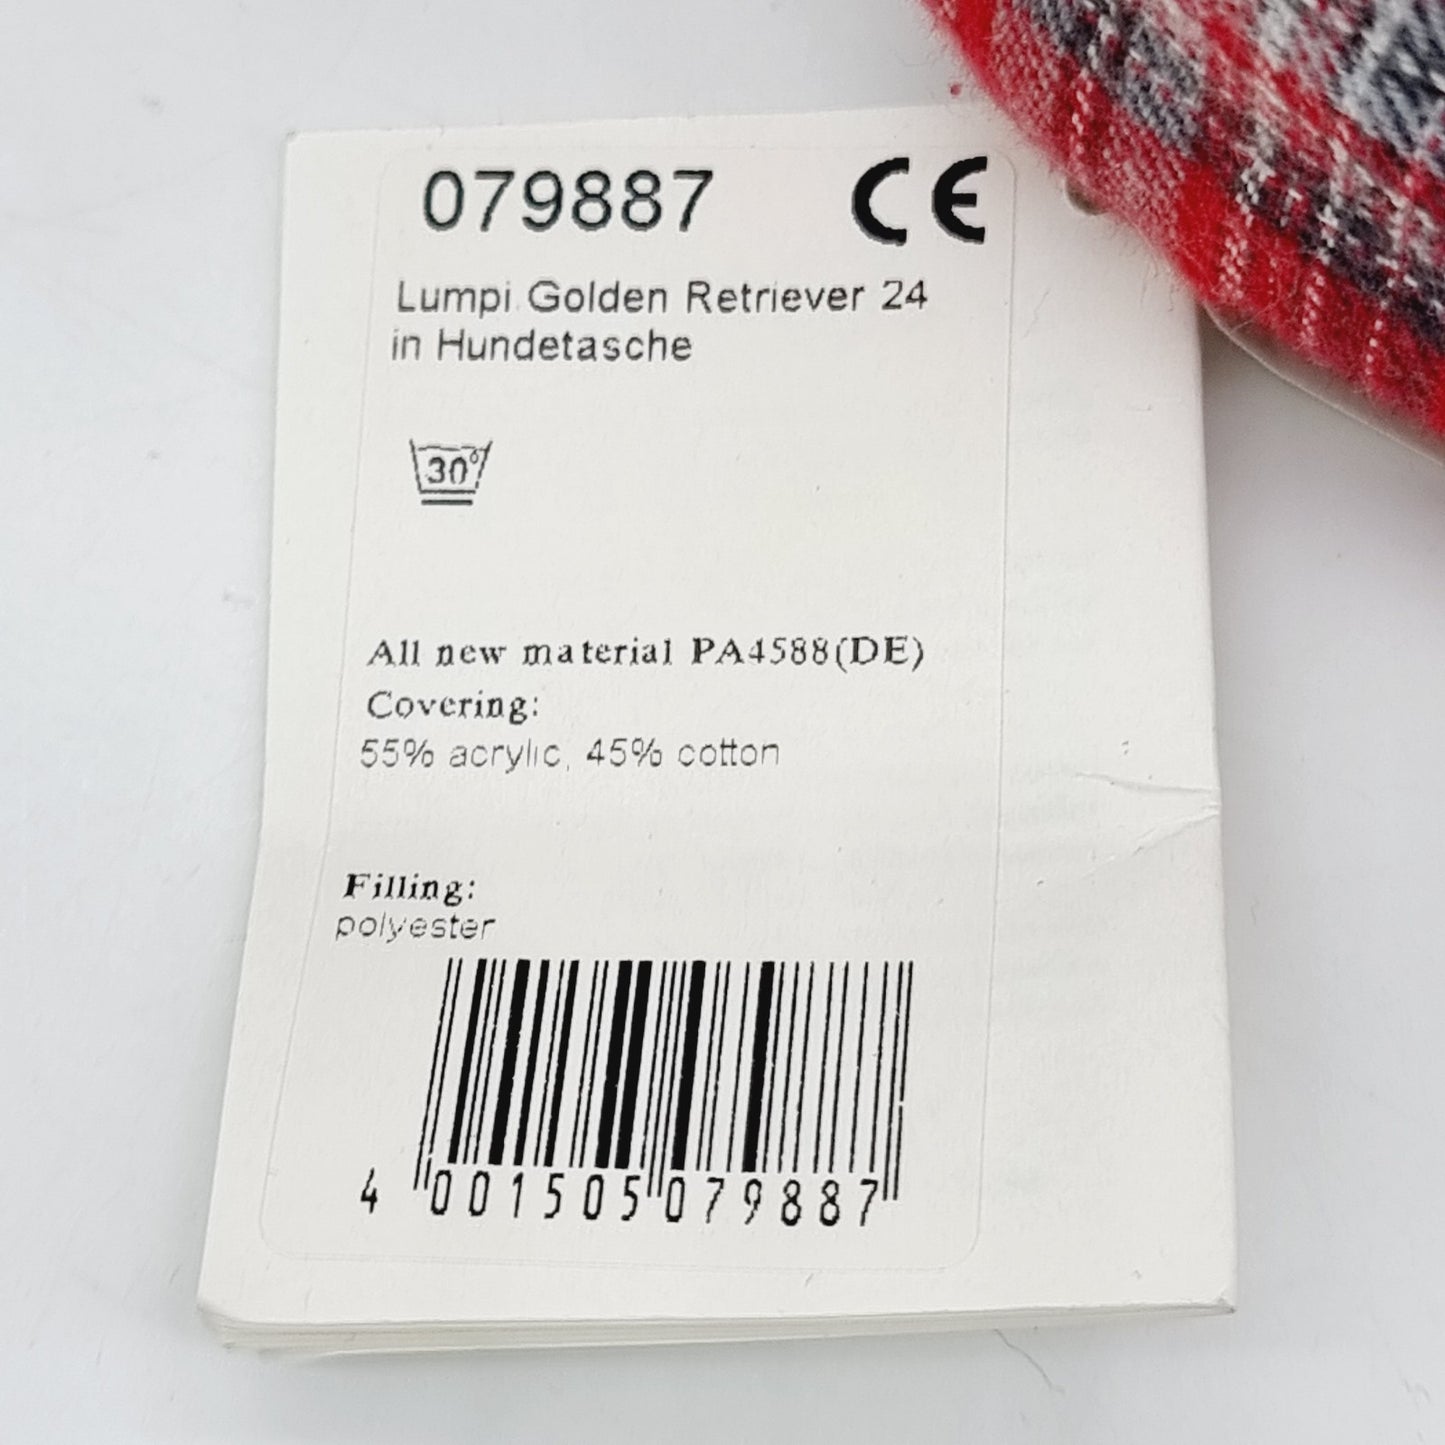 079887 CE
Lumpi Golden Retriever 24
in Hundetasche
30°
All new material PA4588(DE)
Covering:
55% acrylic, 45% cotton
Filling:
polyester
4 001505 079887